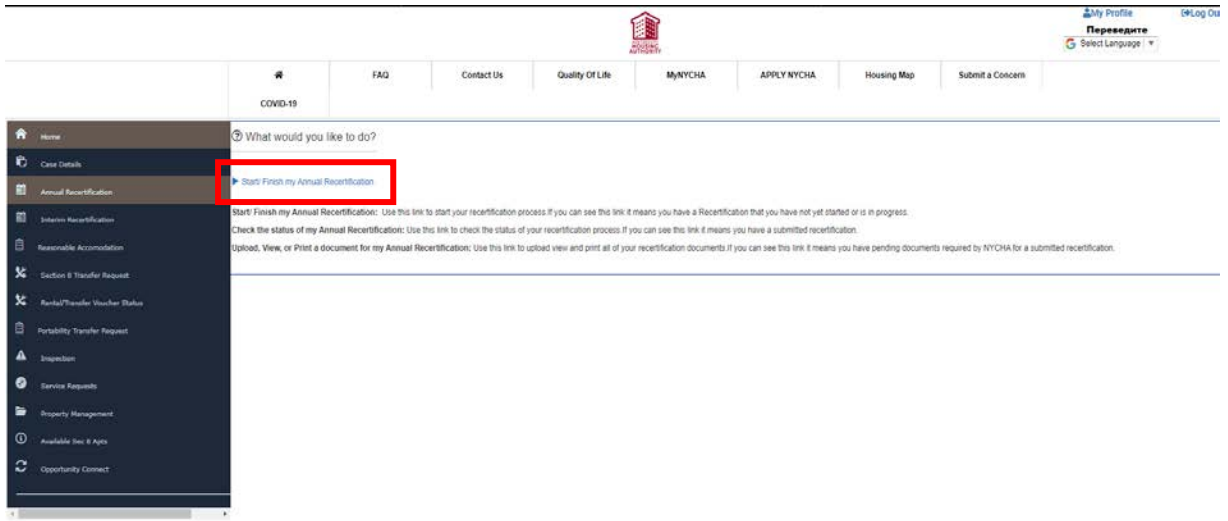 My Profile
Log Ou
Переведите
Select Language
HOUSING
AUTHORITY
FAQ
Contact Us
Quality Of Life
MyNYCHA
APPLY NYCHA
Housing Map
Submit a Concern
COVID-19
Home
Case Details
Annual Recertification
Interim Recertification
Reasonable Accomodation
Section 8 Transfer Request
Rental/Transfer Voucher Status
Portability Transfer Request
Inspection
Service Requests
Property Management
Available Sec 8 Apts
Opportunity Connect
What would you like to do?
Start/ Finish my Annual Recertification
Start/ Finish my Annual Recertification: Use this link to start your recertification process.If you can see this link it means you have a Recertification that you have not yet started or is in progress.
Check the status of my Annual Recertification: Use this link to check the status of your recertification process.If you can see this link it means you have a submitted recertification.
Upload, View, or Print a document for my Annual Recertification: Use this link to upload view and print all of your recertification documents.If you can see this link it means you have pending documents required by NYCHA for a submitted recertification.